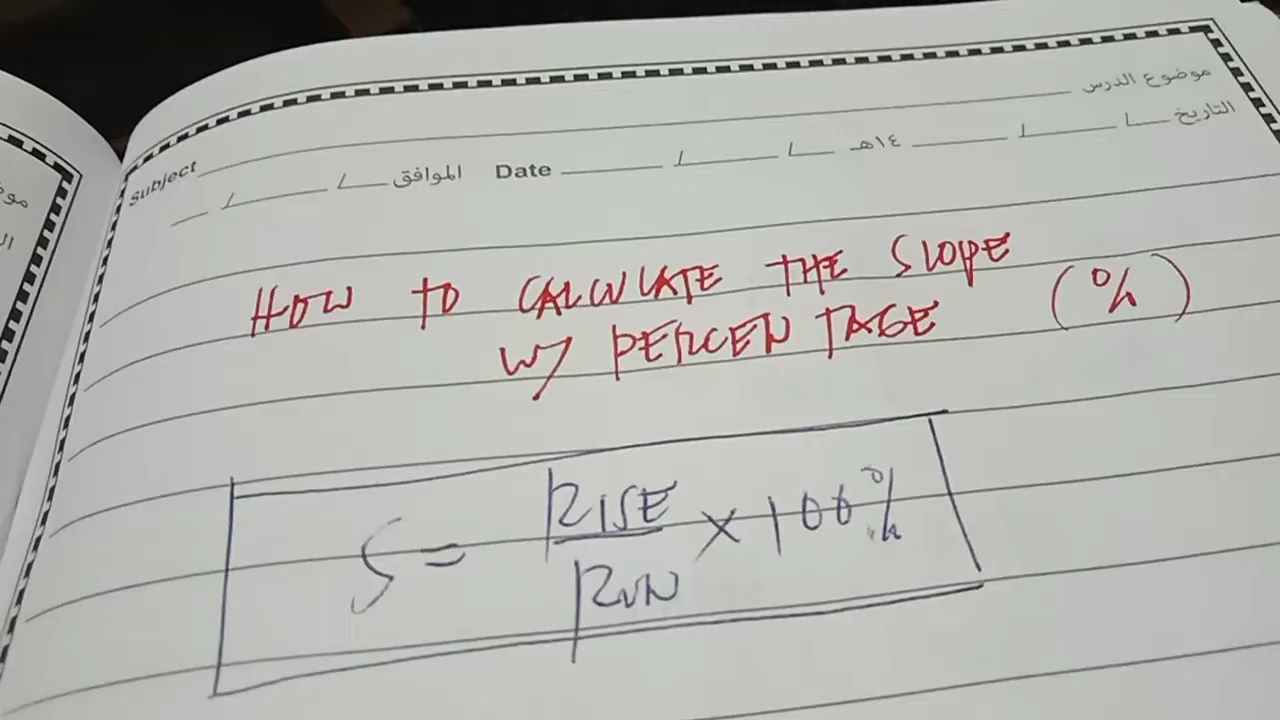 موضوع الدرس
Subject
التاريخ / / ١٤هـ Date / / الموافق / /
HOW TO CALCULATE THE SLOPE
W/ PERCENTAGE (%)
S = RISE / RUN × 100%